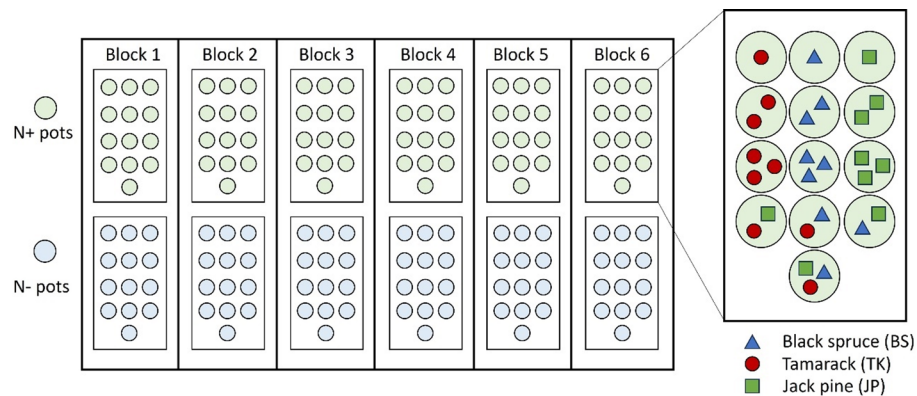 Block 1 Block 2 Block 3 Block 4 Block 5 Block 6
N+ pots
N- pots
Black spruce (BS)
Tamarack (TK)
Jack pine (JP)